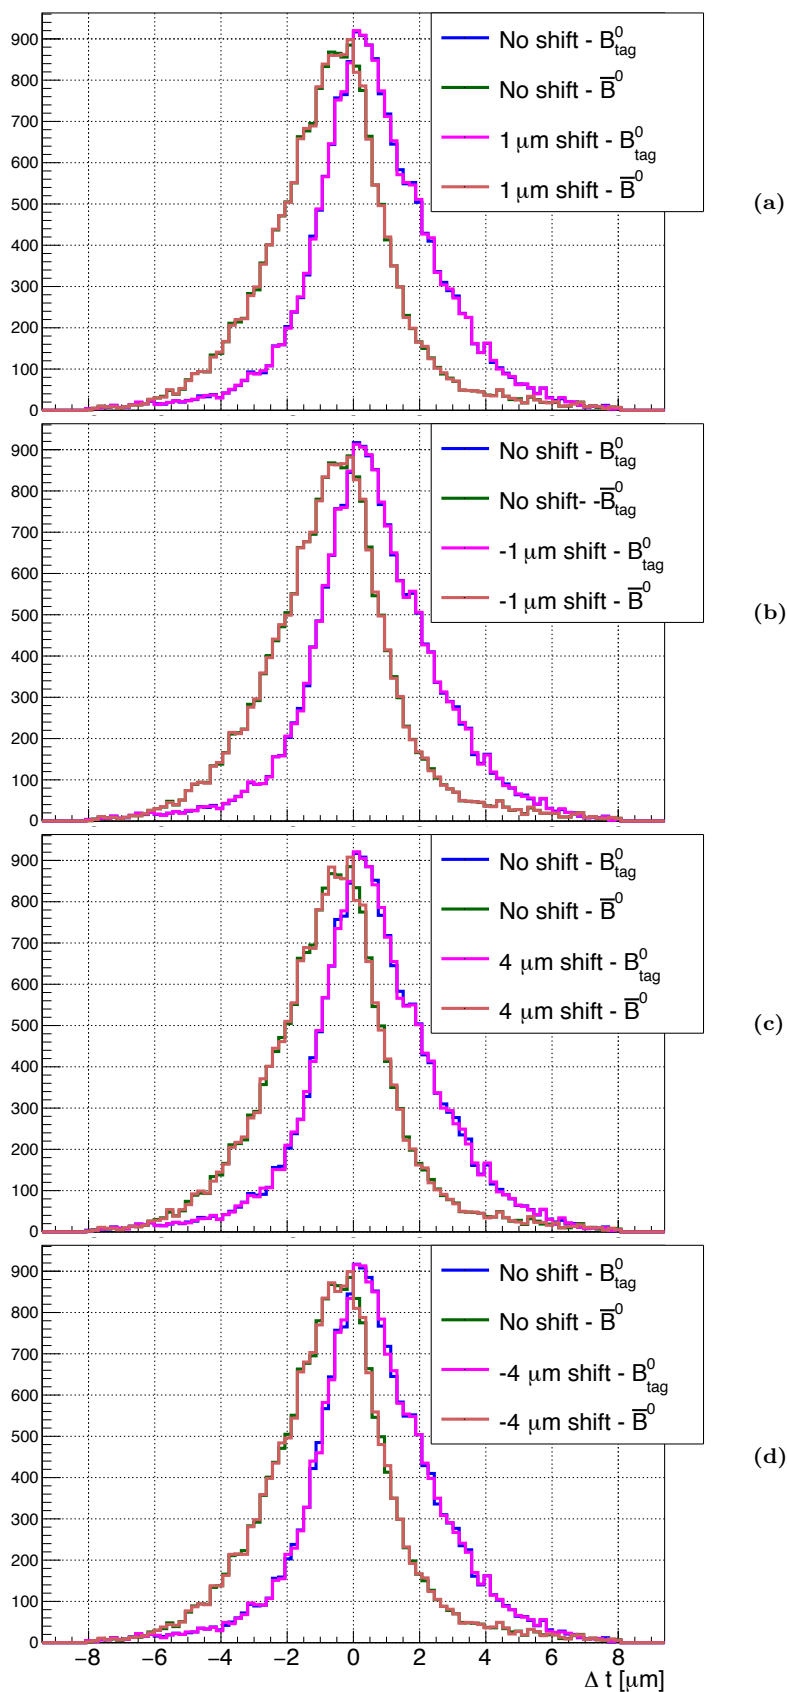 900
800
700
600
500
400
300
200
100
0
No shift - B⁰tag
No shift - B̅⁰
1 μm shift - B⁰tag
1 μm shift - B̅⁰
(a)
900
800
700
600
500
400
300
200
100
0
No shift - B⁰tag
No shift- -B̅⁰tag
-1 μm shift - B⁰tag
-1 μm shift - B̅⁰
(b)
900
800
700
600
500
400
300
200
100
0
No shift - B⁰tag
No shift - B̅⁰
4 μm shift - B⁰tag
4 μm shift - B̅⁰
(c)
900
800
700
600
500
400
300
200
100
0
No shift - B⁰tag
No shift - B̅⁰
-4 μm shift - B⁰tag
-4 μm shift - B̅⁰
(d)
−8 −6 −4 −2 0 2 4 6 8
Δ t [μm]